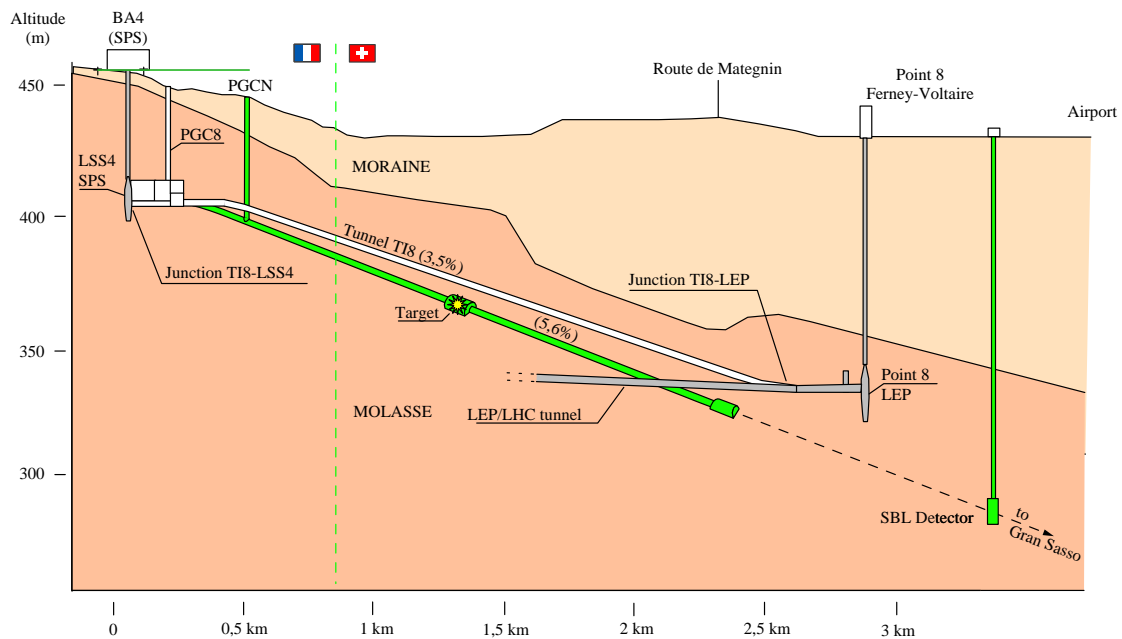 Altitude
(m)
BA4
(SPS)
450
PGCN
Route de Mategnin
Point 8
Ferney-Voltaire
Airport
PGC8
LSS4
SPS
MORAINE
400
Tunnel TI8 (3,5%)
Junction TI8-LSS4
Junction TI8-LEP
Target
(5,6%)
350
Point 8
LEP
MOLASSE
LEP/LHC tunnel
300
SBL Detector
to
Gran Sasso
0
0,5 km
1 km
1,5 km
2 km
2,5 km
3 km